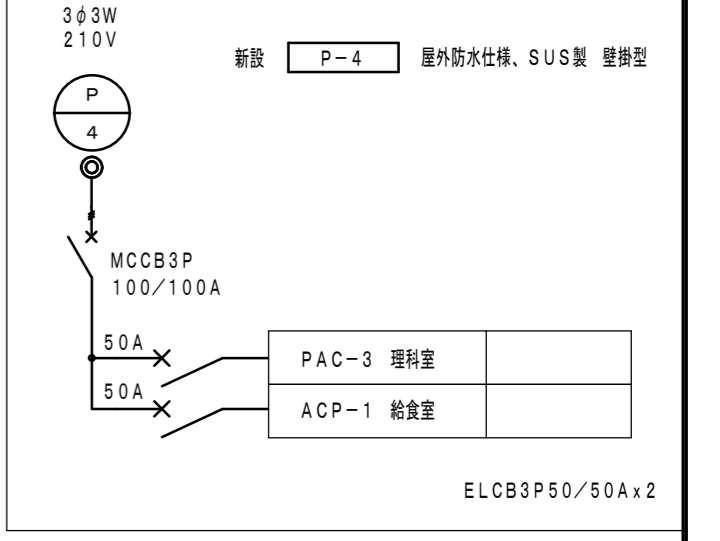 3φ3W
210V
新設 P-4 屋外防水仕様、SUS製 壁掛型
P
4
MCCB3P
100/100A
50A PAC-3 理科室
50A ACP-1 給食室
ELCB3P50/50Ax2